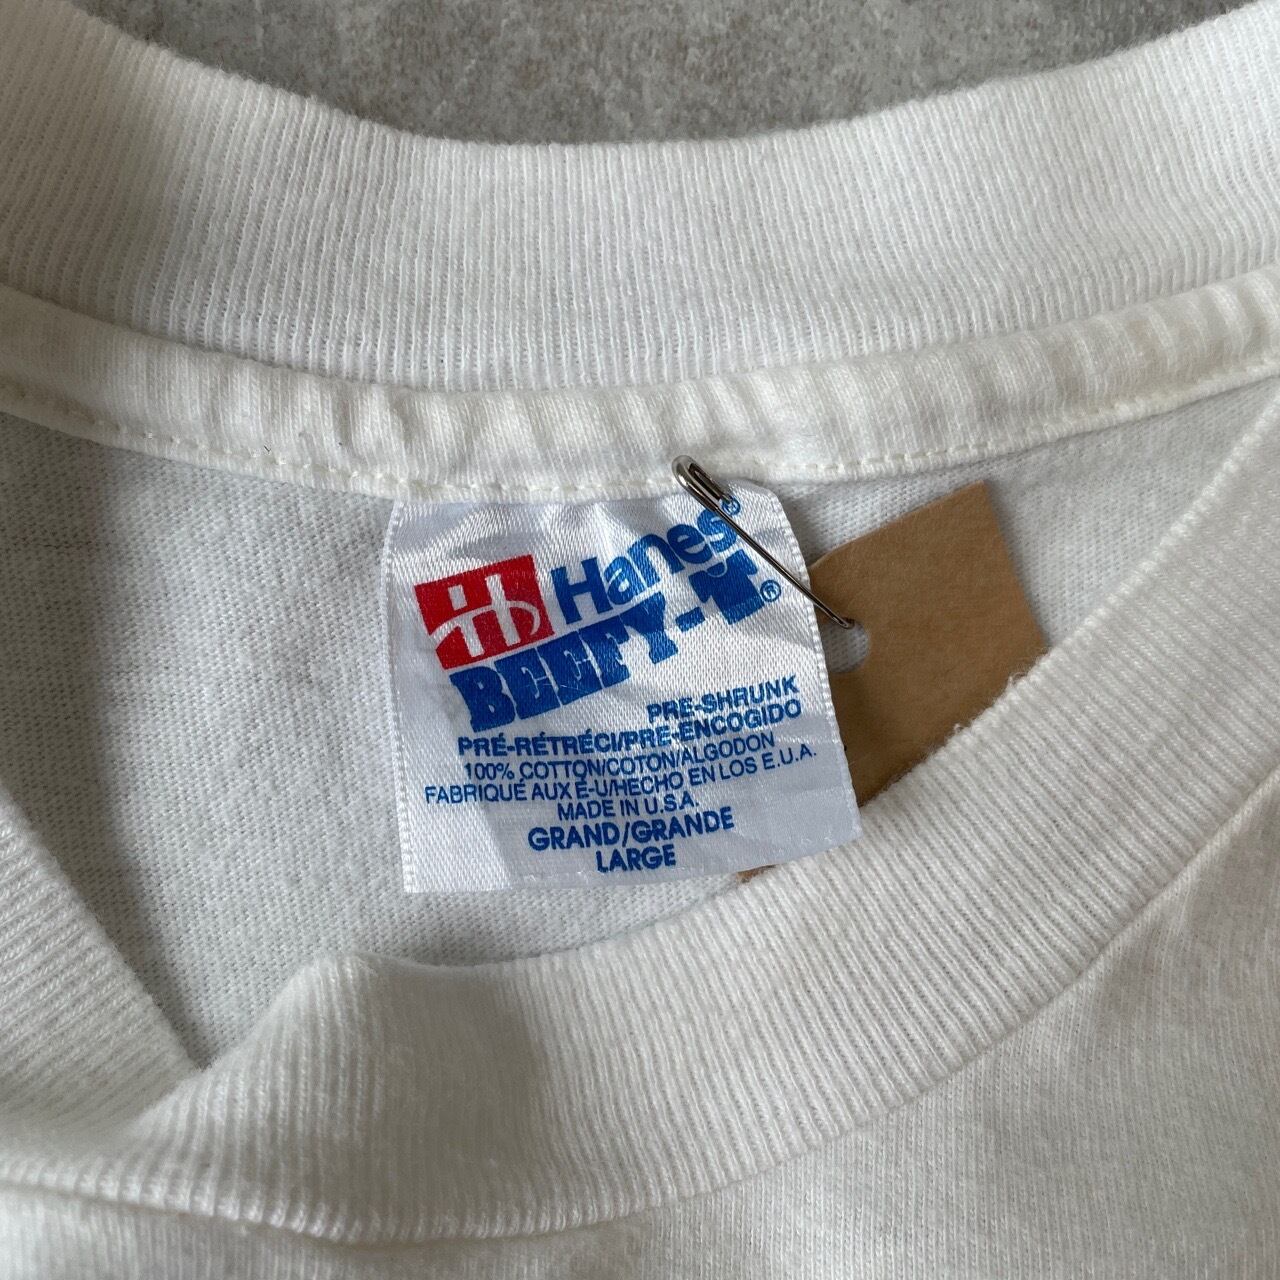 Hanes®
BEEFY-T®
PRE-SHRUNK
PRÉ-RÉTRÉCI/PRE-ENCOGIDO
100% COTTON/COTON/ALGODON
FABRIQUÉ AUX É-U/HECHO EN LOS E.U.A.
MADE IN U.S.A.
GRAND/GRANDE
LARGE